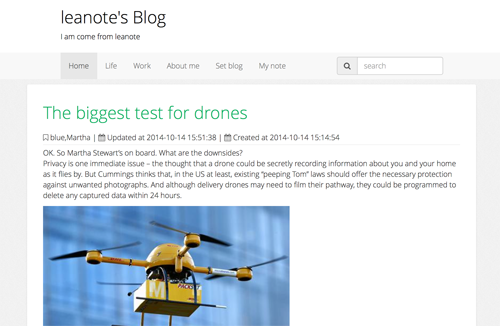 leanote's Blog
I am come from leanote
Home Life Work About me Set blog My note search
The biggest test for drones
blue,Martha | Updated at 2014-10-14 15:51:38 | Created at 2014-10-14 15:14:54
OK. So Martha Stewart's on board. What are the downsides?
Privacy is one immediate issue – the thought that a drone could be secretly recording information about you and your home
as it flies by. But Cummings thinks that, in the US at least, existing "peeping Tom" laws should offer the necessary protection
against unwanted photographs. And although delivery drones may need to film their pathway, they could be programmed to
delete any captured data within 24 hours.